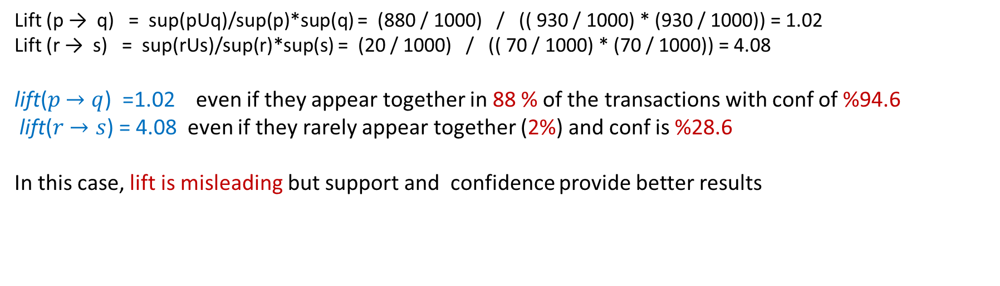 Lift (p → q) = sup(pUq)/sup(p)*sup(q) = (880 / 1000) / (( 930 / 1000) * (930 / 1000)) = 1.02
Lift (r → s) = sup(rUs)/sup(r)*sup(s) = (20 / 1000) / (( 70 / 1000) * (70 / 1000)) = 4.08
lift(p → q) =1.02 even if they appear together in 88 % of the transactions with conf of %94.6
lift(r → s) = 4.08 even if they rarely appear together (2%) and conf is %28.6
In this case, lift is misleading but support and confidence provide better results